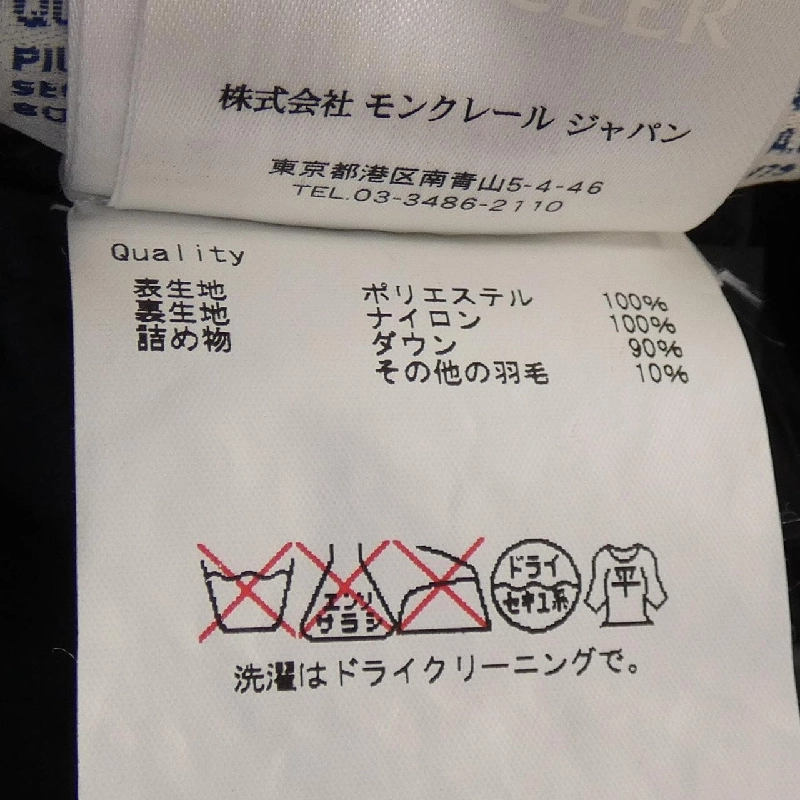 株式会社 モンクレール ジャパン
東京都港区南青山5-4-46
TEL.03-3486-2110
Quality
表生地 ポリエステル 100%
裏生地 ナイロン 100%
詰め物 ダウン 90%
その他の羽毛 10%
エンソ
サラシ
ドライ
セキユ系
平
洗濯はドライクリーニングで。